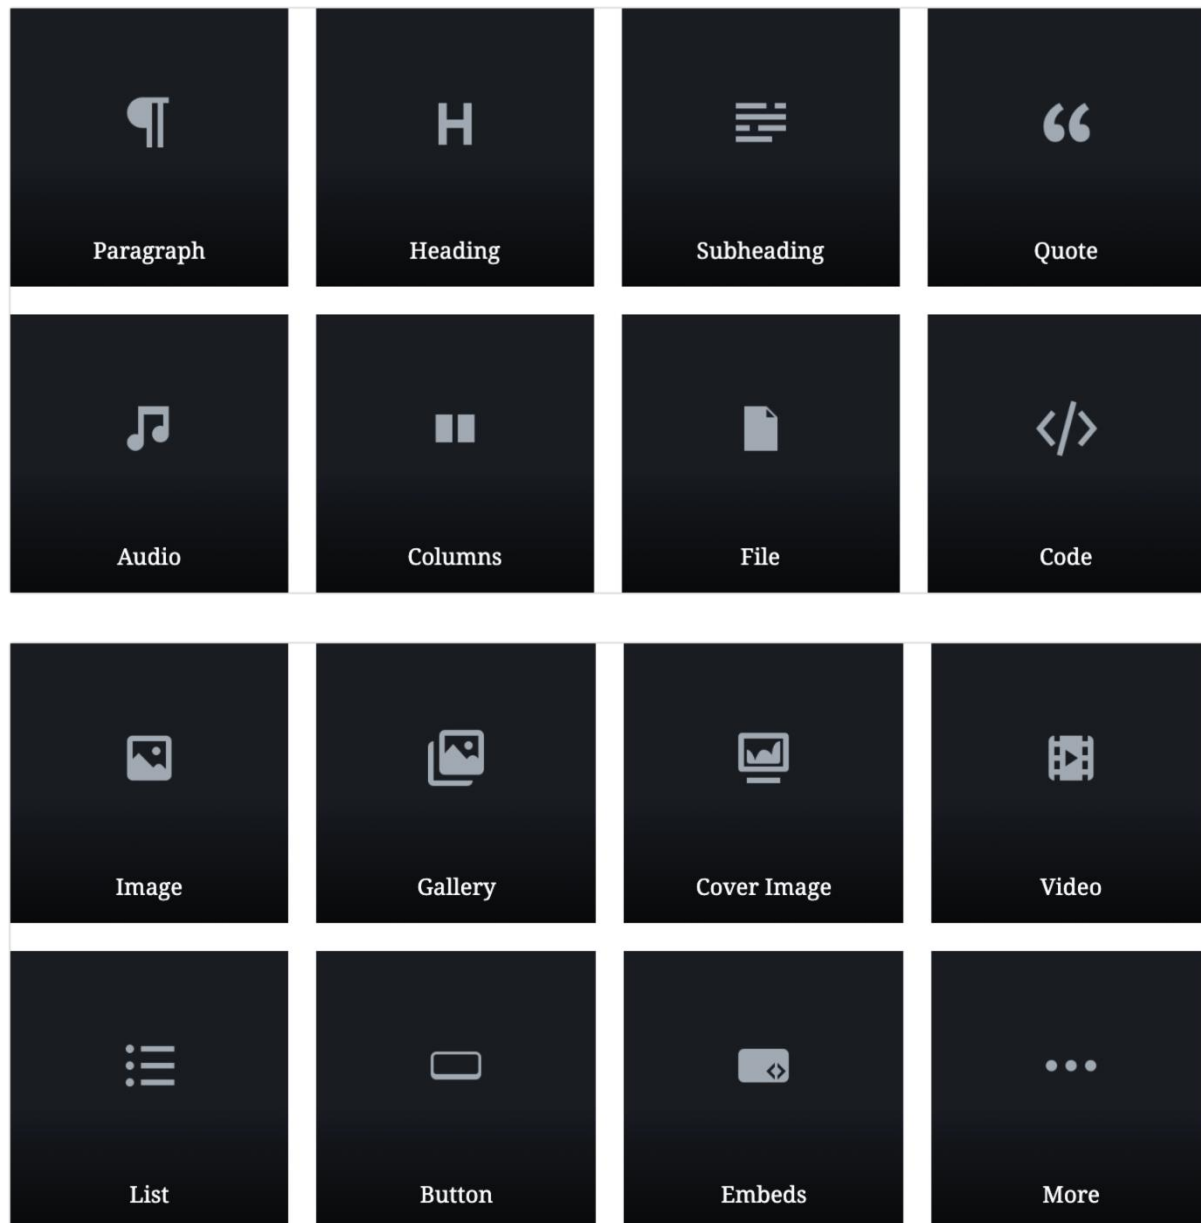 Paragraph
Heading
Subheading
Quote
Audio
Columns
File
Code
Image
Gallery
Cover Image
Video
List
Button
Embeds
More